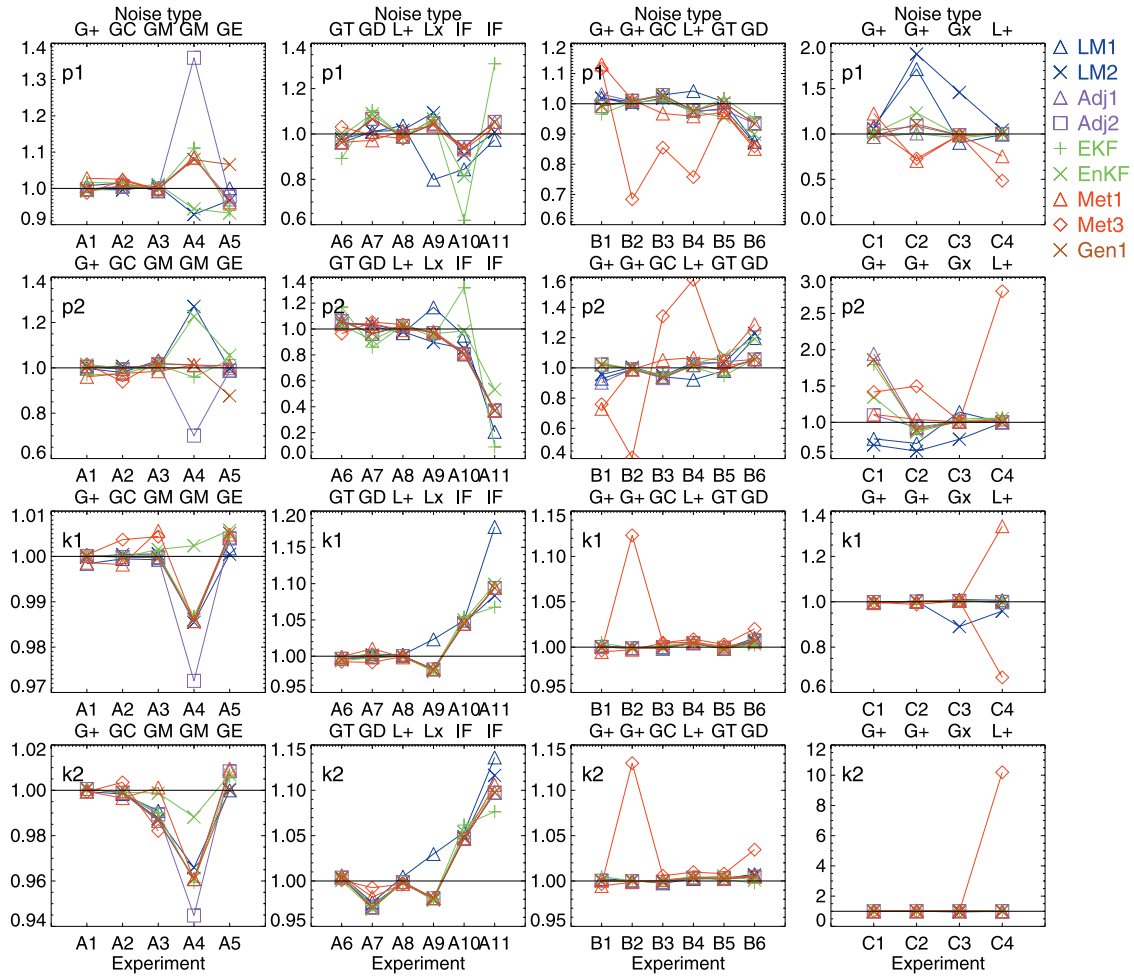 Noise type Noise type Noise type Noise type
G+ GC GM GM GE GT GD L+ Lx IF IF G+ G+ GC L+ GT GD G+ G+ Gx L+
1.4 1.6 1.2 2.0
p1 p1 p1 p1
1.3 1.4 1.1 1.5
1.2 1.2 1.0 1.0
1.1 1.0 0.9 0.5
1.0 0.8 0.8 0.0
0.9 0.6 0.7
0.6
LM1
LM2
Adj1
Adj2
EKF
EnKF
Met1
Met3
Gen1
A1 A2 A3 A4 A5 A6 A7 A8 A9 A10 A11 B1 B2 B3 B4 B5 B6 C1 C2 C3 C4
G+ GC GM GM GE GT GD L+ Lx IF IF G+ G+ GC L+ GT GD G+ G+ Gx L+
1.4 1.4 1.6 3.0
p2 p2 p2 p2
1.2 1.2 1.4 2.5
1.0 1.0 1.2 2.0
0.8 0.8 1.0 1.5
0.6 0.6 0.8 1.0
0.4 0.6 0.5
0.2 0.4
0.0
A1 A2 A3 A4 A5 A6 A7 A8 A9 A10 A11 B1 B2 B3 B4 B5 B6 C1 C2 C3 C4
G+ GC GM GM GE GT GD L+ Lx IF IF G+ G+ GC L+ GT GD G+ G+ Gx L+
1.01 1.20 1.15 1.4
k1 k1 k1 k1
1.00 1.15 1.10 1.2
0.99 1.10 1.05 1.0
0.98 1.05 1.00 0.8
0.97 1.00 0.95 0.6
0.95
A1 A2 A3 A4 A5 A6 A7 A8 A9 A10 A11 B1 B2 B3 B4 B5 B6 C1 C2 C3 C4
G+ GC GM GM GE GT GD L+ Lx IF IF G+ G+ GC L+ GT GD G+ G+ Gx L+
1.02 1.15 1.15 12
k2 k2 k2 k2
1.00 1.10 1.10 10
0.98 1.05 1.05 8
0.96 1.00 1.00 6
0.94 0.95 0.95 4
2
1
0
A1 A2 A3 A4 A5 A6 A7 A8 A9 A10 A11 B1 B2 B3 B4 B5 B6 C1 C2 C3 C4
Experiment Experiment Experiment Experiment